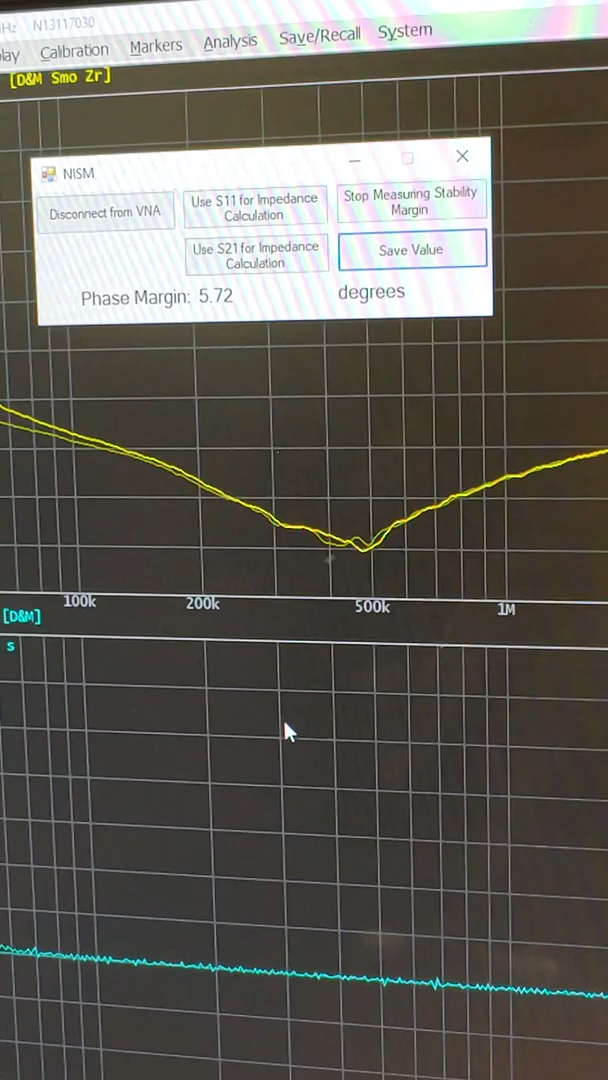 Hz N13117030
lay Calibration Markers Analysis Save/Recall System
[D&M Smo Zr]
NISM
Disconnect from VNA
Use S11 for Impedance
Calculation
Stop Measuring Stability
Margin
Use S21 for Impedance
Calculation
Save Value
Phase Margin: 5.72 degrees
100k 200k 500k 1M
[D&M]
s